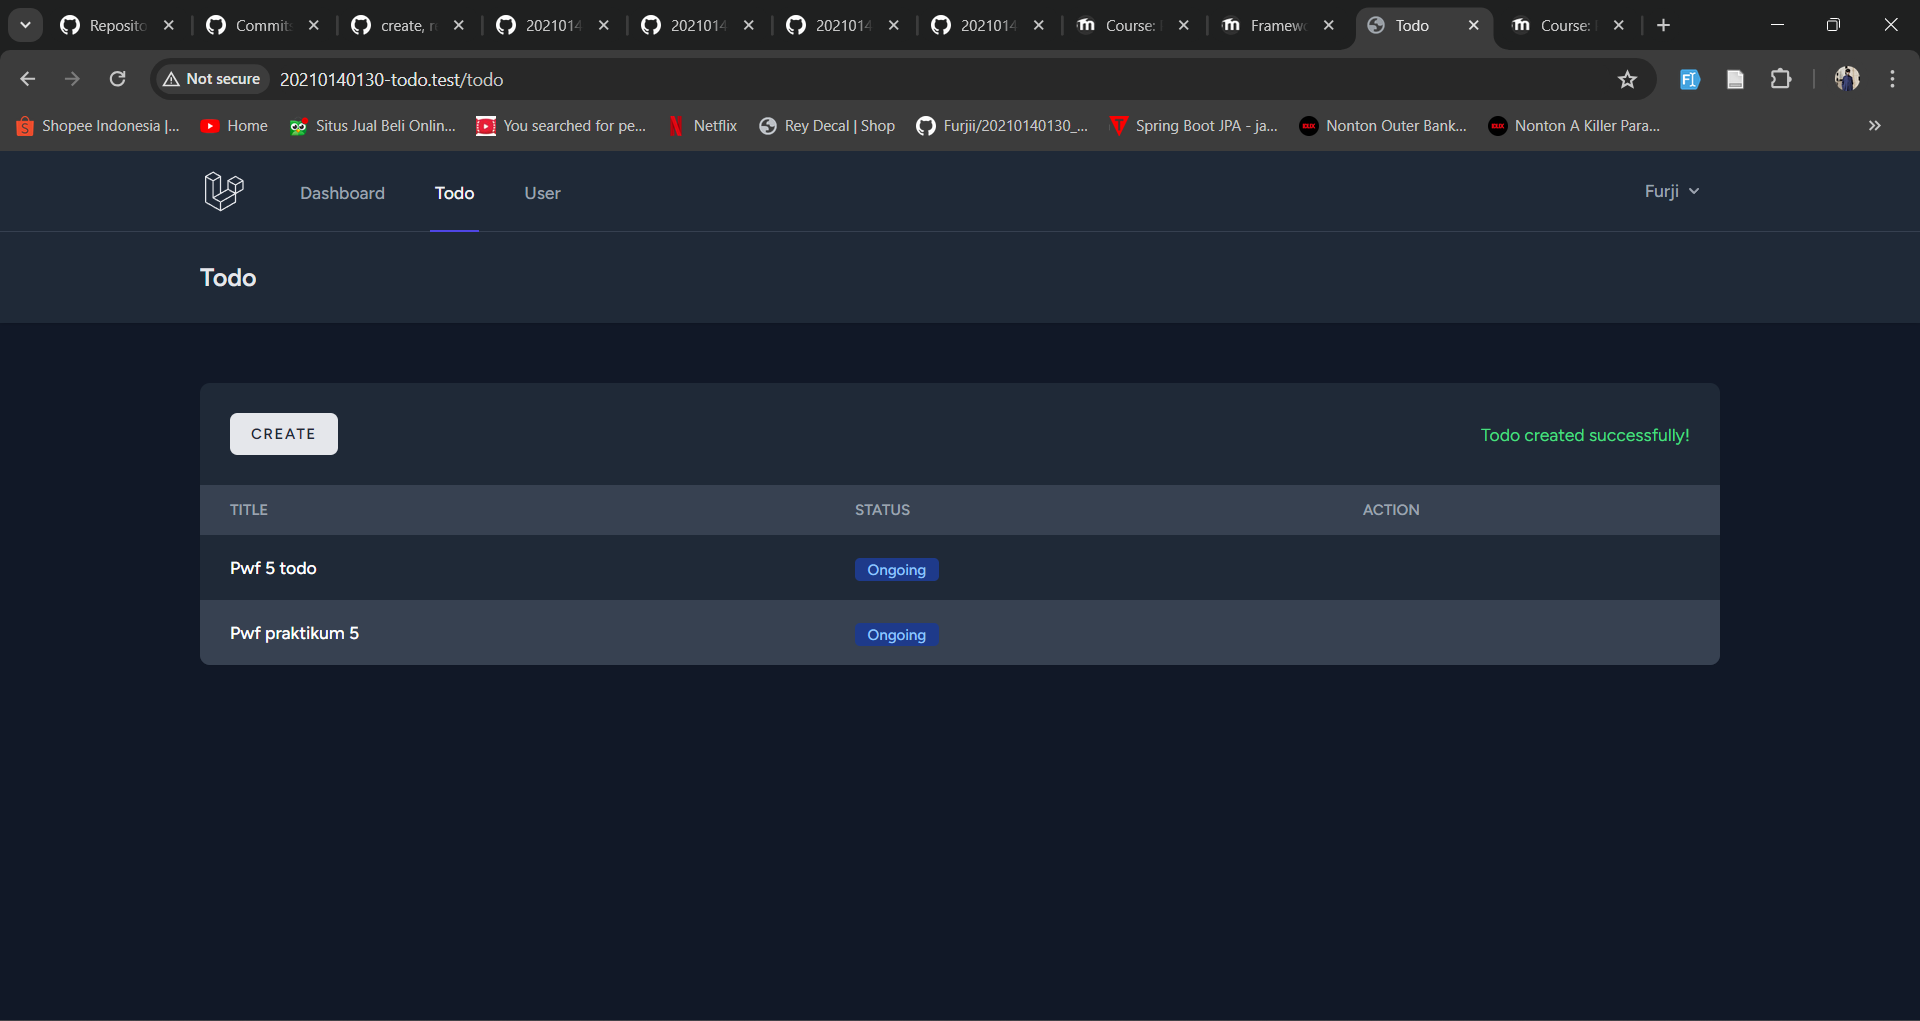 Reposito
Commit
create, r
2021014
2021014
2021014
2021014
Course:
Framew
Todo
Course:
Not secure
20210140130-todo.test/todo
Shopee Indonesia |...
Home
Situs Jual Beli Onlin...
You searched for pe...
Netflix
Rey Decal | Shop
Furjii/20210140130_...
Spring Boot JPA - ja...
Nonton Outer Bank...
Nonton A Killer Para...
Dashboard
Todo
User
Furji
Todo
CREATE
Todo created successfully!
TITLE STATUS ACTION
Pwf 5 todo Ongoing
Pwf praktikum 5 Ongoing